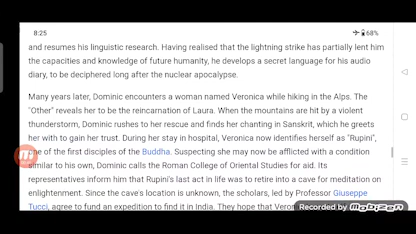 8:25
68%
and resumes his linguistic research. Having realised that the lightning strike has partially lent him
the capacities and knowledge of future humanity, he develops a secret language for his audio
diary, to be deciphered long after the nuclear apocalypse.
Many years later, Dominic encounters a woman named Veronica while hiking in the Alps. The
"Other" reveals her to be the reincarnation of Laura. When the mountains are hit by a violent
thunderstorm, Dominic rushes to her rescue and finds her chanting in Sanskrit, which he greets
her with to gain her trust. During her stay in hospital, Veronica now identifies herself as "Rupini",
one of the first disciples of the Buddha. Suspecting she may now be afflicted with a condition
similar to his own, Dominic calls the Roman College of Oriental Studies for aid. Its
representatives inform him that Rupini's last act in life was to retire into a cave for meditation on
enlightenment. Since the cave's location is unknown, the scholars, led by Professor Giuseppe
Tucci, agree to fund an expedition to find it in India. They hope that Vero
Recorded by
MobiZen